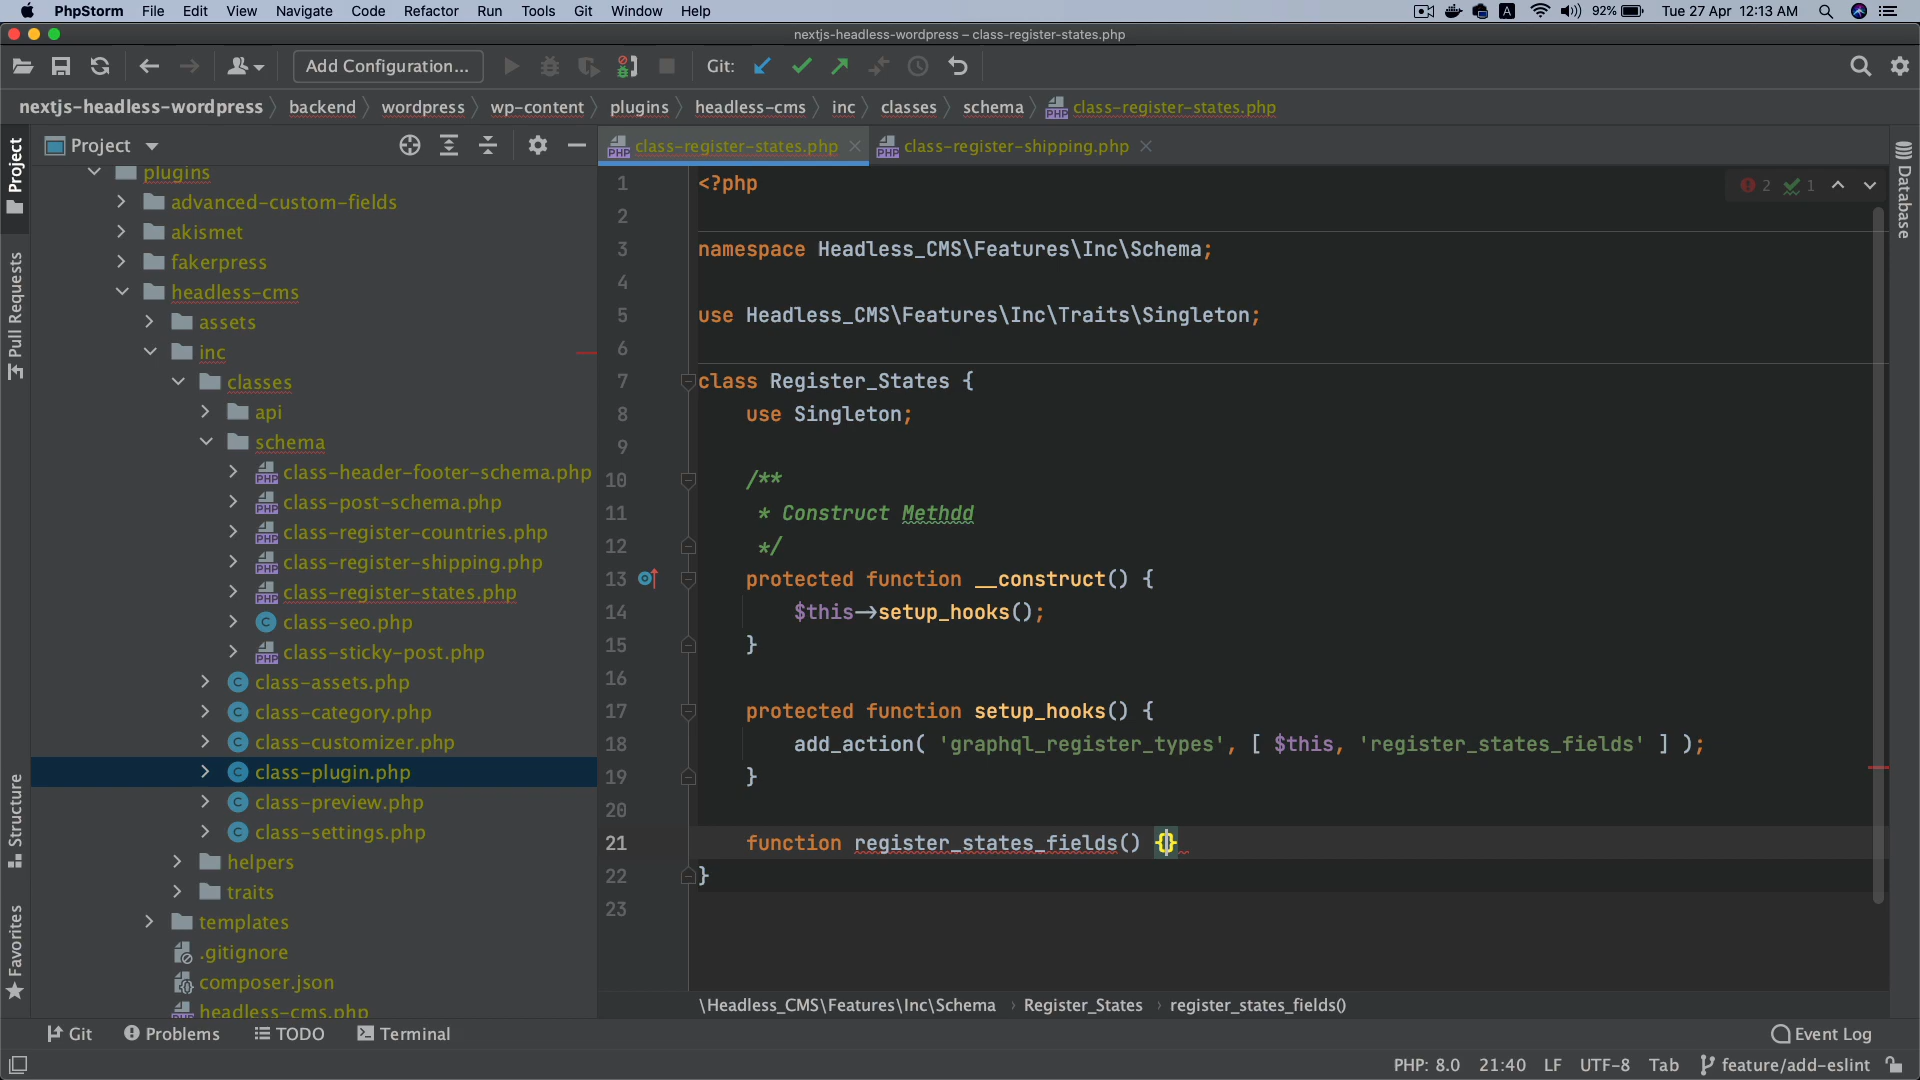 PhpStorm File Edit View Navigate Code Refactor Run Tools Git Window Help A 92% Tue 27 Apr 12:13 AM
nextjs-headless-wordpress – class-register-states.php
Add Configuration... Git:
nextjs-headless-wordpress backend wordpress wp-content plugins headless-cms inc classes schema class-register-states.php
Project
class-register-states.php
class-register-shipping.php
Project
Pull Requests
Structure
Favorites
Database
plugins
advanced-custom-fields
akismet
fakerpress
headless-cms
assets
inc
classes
api
schema
class-header-footer-schema.php
class-post-schema.php
class-register-countries.php
class-register-shipping.php
class-register-states.php
class-seo.php
class-sticky-post.php
class-assets.php
class-category.php
class-customizer.php
class-plugin.php
class-preview.php
class-settings.php
helpers
traits
templates
.gitignore
composer.json
headless-cms.php
2 1
1 <?php
2
3 namespace Headless_CMS\Features\Inc\Schema;
4
5 use Headless_CMS\Features\Inc\Traits\Singleton;
6
7 class Register_States {
8 use Singleton;
9
10 /**
11 * Construct Methdd
12 */
13 protected function __construct() {
14 $this->setup_hooks();
15 }
16
17 protected function setup_hooks() {
18 add_action( 'graphql_register_types', [ $this, 'register_states_fields' ] );
19 }
20
21 function register_states_fields() {}
22 }
23
\Headless_CMS\Features\Inc\Schema › Register_States › register_states_fields()
Git Problems TODO Terminal Event Log
PHP: 8.0 21:40 LF UTF-8 Tab feature/add-eslint